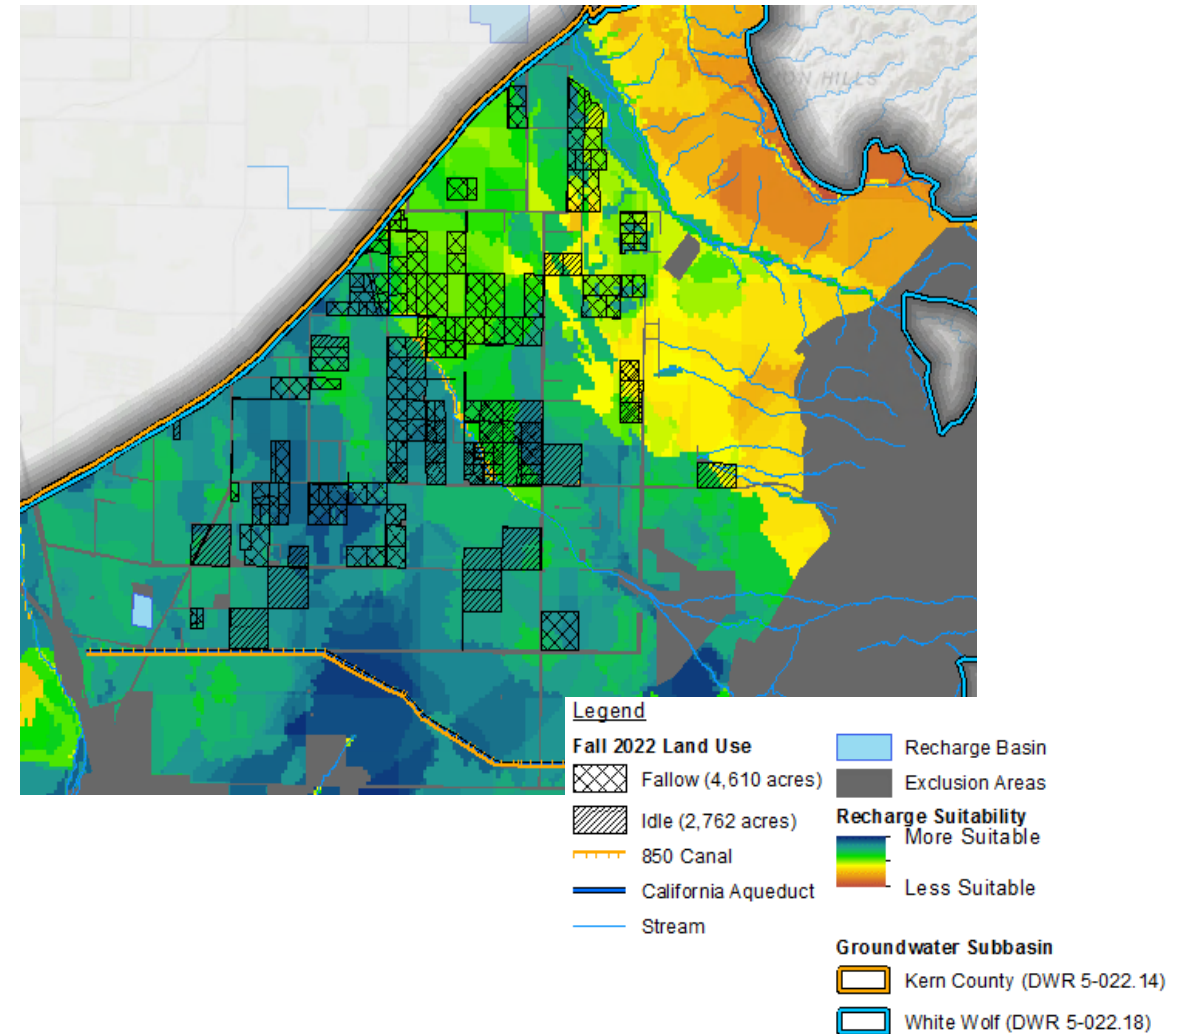 ON HILLS
Legend
Fall 2022 Land Use
Fallow (4,610 acres)
Idle (2,762 acres)
850 Canal
California Aqueduct
Stream
Recharge Basin
Exclusion Areas
Recharge Suitability
More Suitable
Less Suitable
Groundwater Subbasin
Kern County (DWR 5-022.14)
White Wolf (DWR 5-022.18)